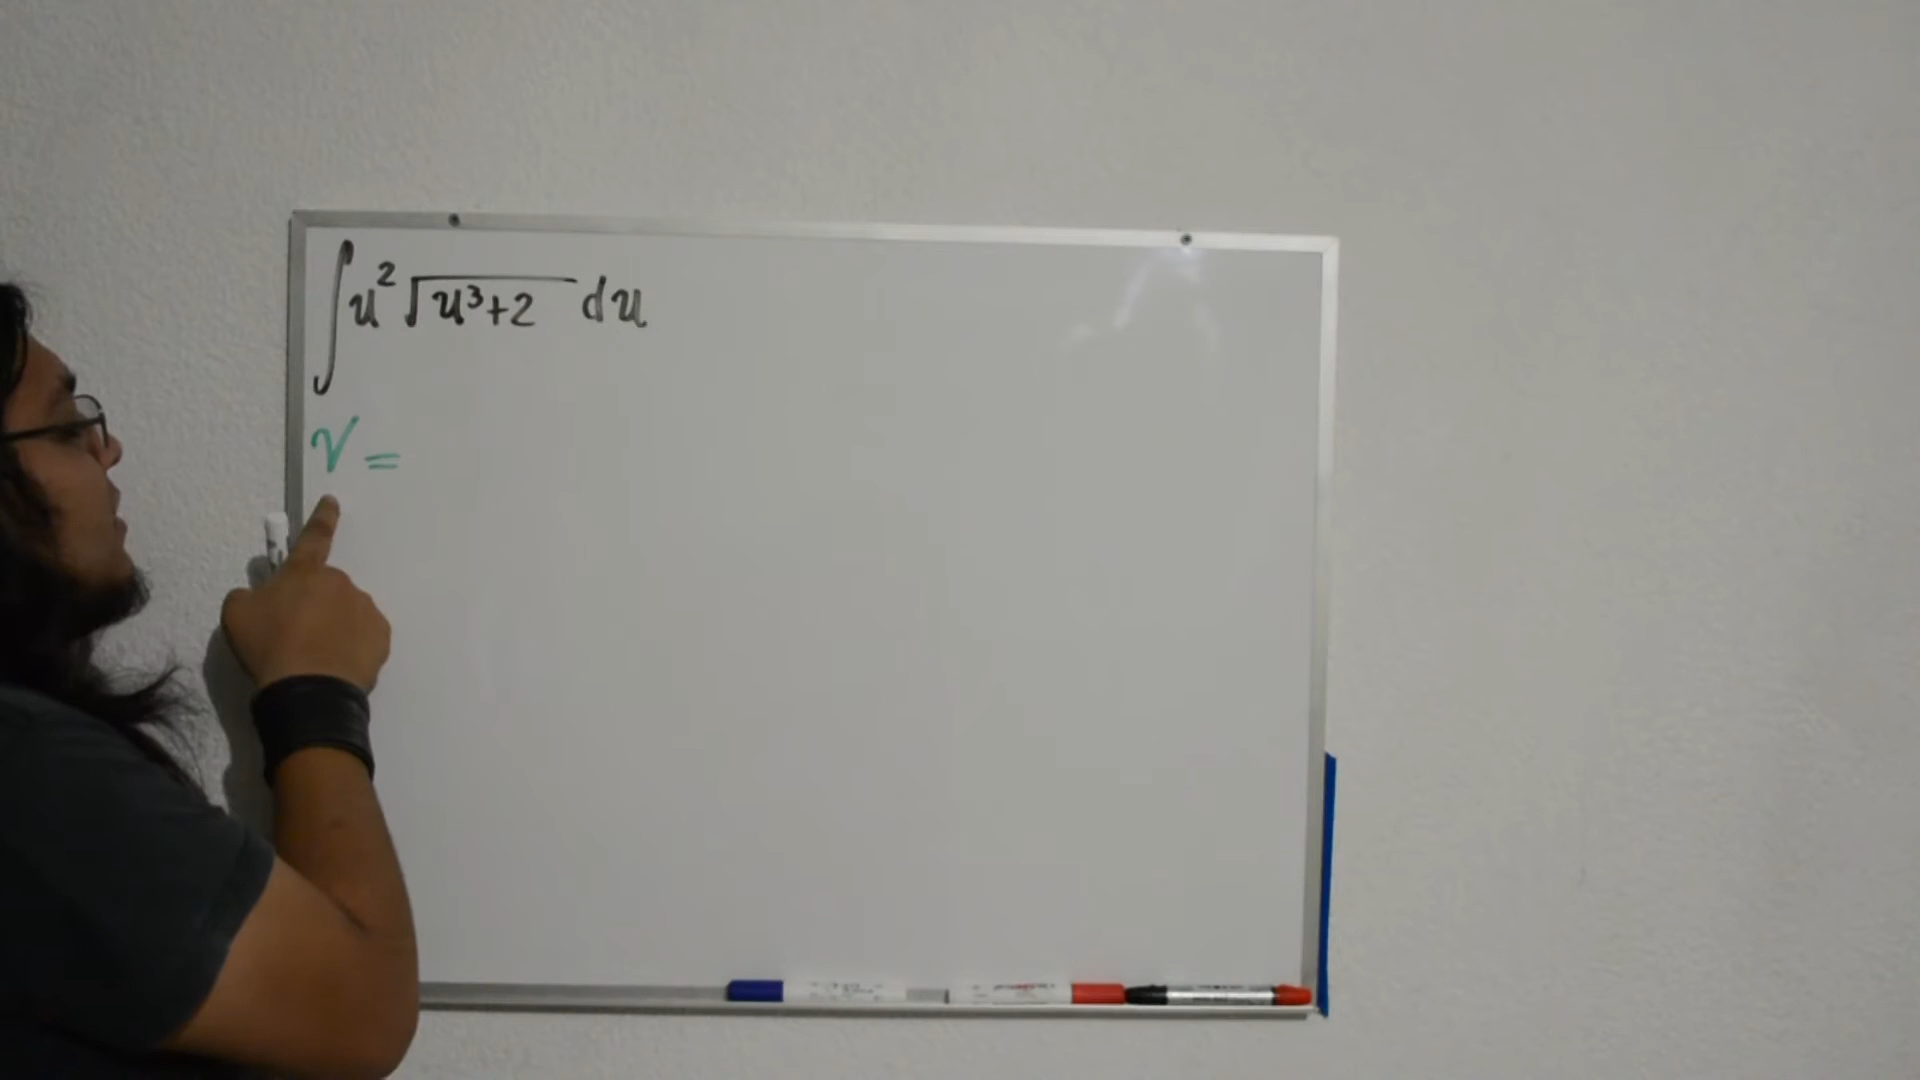 ∫u²√(u³+2) du
v =